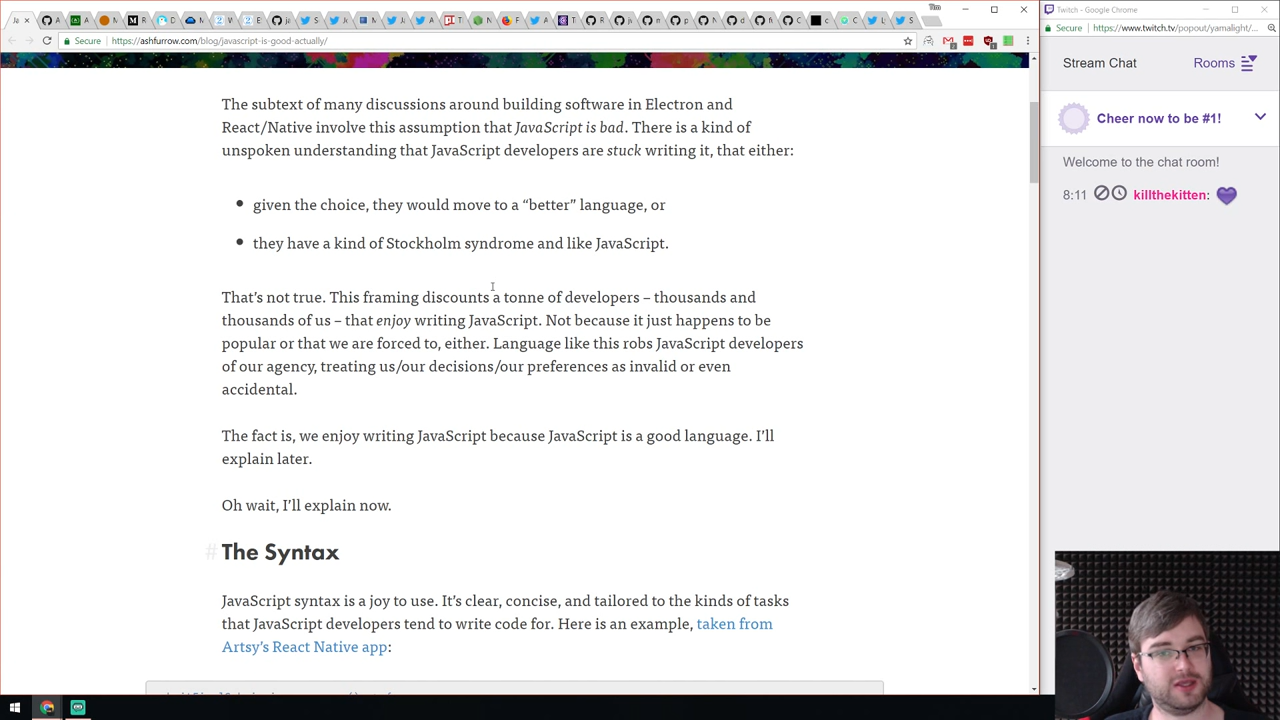 Tim
Twitch - Google Chrome
Secure
https://ashfurrow.com/blog/javascript-is-good-actually/
Secure
https://www.twitch.tv/popout/yamalight/...
Stream Chat
Rooms
Cheer now to be #1!
Welcome to the chat room!
8:11 killthekitten:
The subtext of many discussions around building software in Electron and
React/Native involve this assumption that JavaScript is bad. There is a kind of
unspoken understanding that JavaScript developers are stuck writing it, that either:
given the choice, they would move to a “better” language, or
they have a kind of Stockholm syndrome and like JavaScript.
That’s not true. This framing discounts a tonne of developers – thousands and
thousands of us – that enjoy writing JavaScript. Not because it just happens to be
popular or that we are forced to, either. Language like this robs JavaScript developers
of our agency, treating us/our decisions/our preferences as invalid or even
accidental.
The fact is, we enjoy writing JavaScript because JavaScript is a good language. I’ll
explain later.
Oh wait, I’ll explain now.
# The Syntax
JavaScript syntax is a joy to use. It’s clear, concise, and tailored to the kinds of tasks
that JavaScript developers tend to write code for. Here is an example, taken from
Artsy’s React Native app: